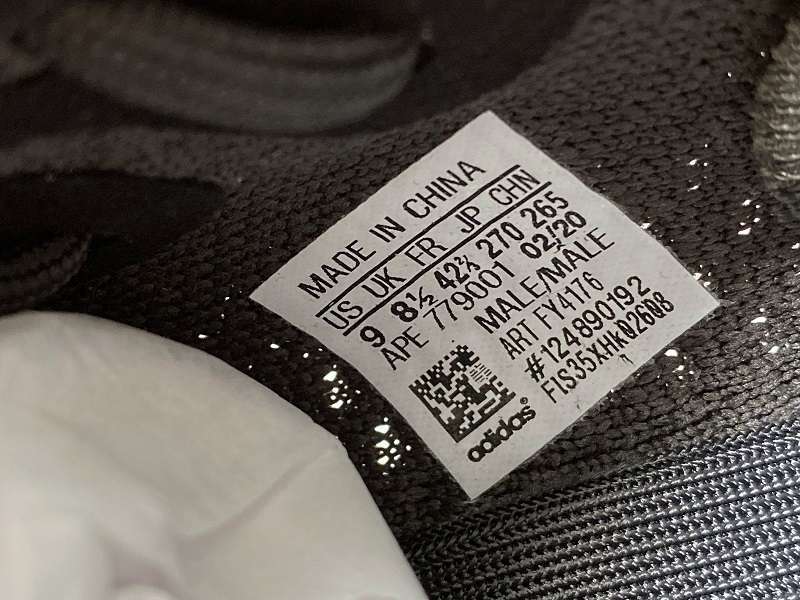 MADE IN CHINA
US UK FR JP CHN
9 8½ 42⅔ 270 265
APE 779001 02/20
MALE/MALE
ART FY4176
#124890192
FIS35XHK02608
adidas®